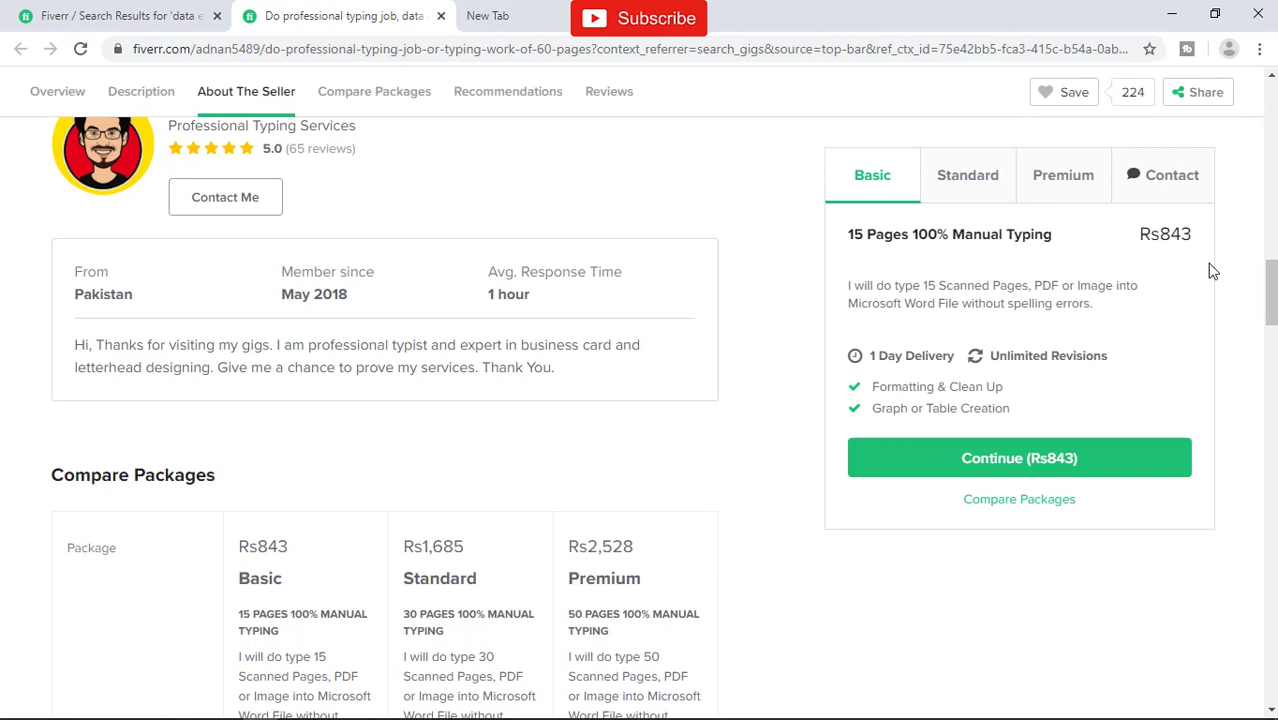 Fiverr / Search Results for 'data e
Do professional typing job, data
New Tab
Subscribe
fiverr.com/adnan5489/do-professional-typing-job-or-typing-work-of-60-pages?context_referrer=search_gigs&source=top-bar&ref_ctx_id=75e42bb5-fca3-415c-b54a-0ab...
Overview
Description
About The Seller
Compare Packages
Recommendations
Reviews
Save
224
Share
Professional Typing Services
5.0 (65 reviews)
Contact Me
From
Pakistan
Member since
May 2018
Avg. Response Time
1 hour
Hi, Thanks for visiting my gigs. I am professional typist and expert in business card and
letterhead designing. Give me a chance to prove my services. Thank You.
Basic
Standard
Premium
Contact
15 Pages 100% Manual Typing
Rs843
I will do type 15 Scanned Pages, PDF or Image into
Microsoft Word File without spelling errors.
1 Day Delivery
Unlimited Revisions
Formatting & Clean Up
Graph or Table Creation
Continue (Rs843)
Compare Packages
Compare Packages
Package
Rs843
Basic
15 PAGES 100% MANUAL
TYPING
I will do type 15
Scanned Pages, PDF
or Image into Microsoft
Word File without
Rs1,685
Standard
30 PAGES 100% MANUAL
TYPING
I will do type 30
Scanned Pages, PDF
or Image into Microsoft
Word File without
Rs2,528
Premium
50 PAGES 100% MANUAL
TYPING
I will do type 50
Scanned Pages, PDF
or Image into Microsoft
Word File without